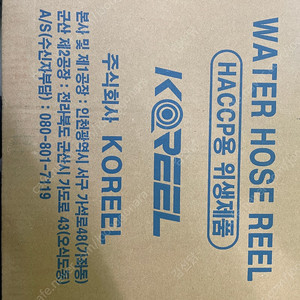 WATER HOSE REEL
HACCP용 위생제품
KOREEL
주식회사 KOREEL
본사 및 제1공장 : 인천광역시 서구 가석로48(가좌동)
군산 제2공장 : 전라북도 군산시 가도로 43(오식도동)
A/S(수신자부담) : 080-801-7119